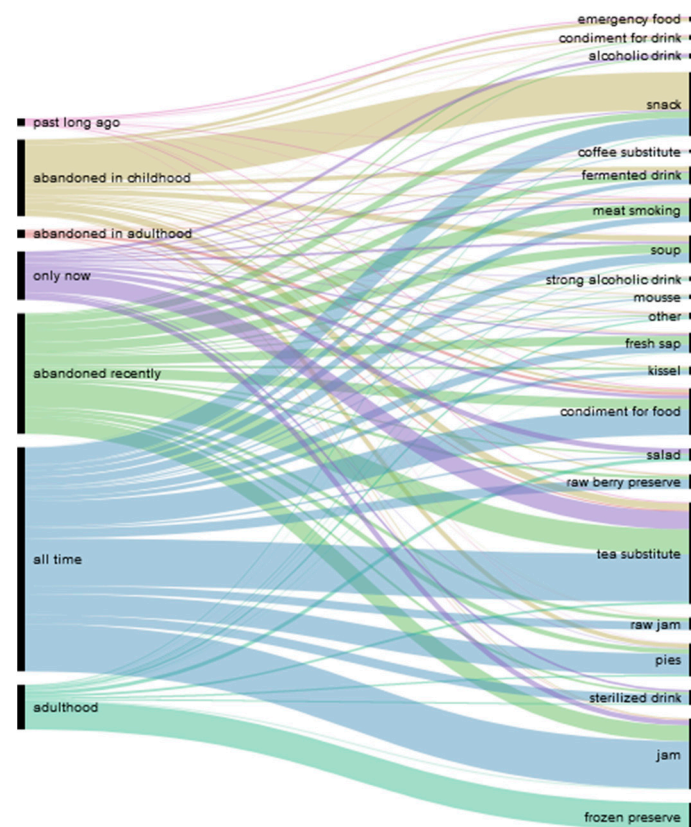 past long ago
abandoned in childhood
abandoned in adulthood
only now
abandoned recently
all time
adulthood
emergency food
condiment for drink
alcoholic drink
snack
coffee substitute
fermented drink
meat smoking
soup
strong alcoholic drink
mousse
other
fresh sap
kissel
condiment for food
salad
raw berry preserve
tea substitute
raw jam
pies
sterilized drink
jam
frozen preserve